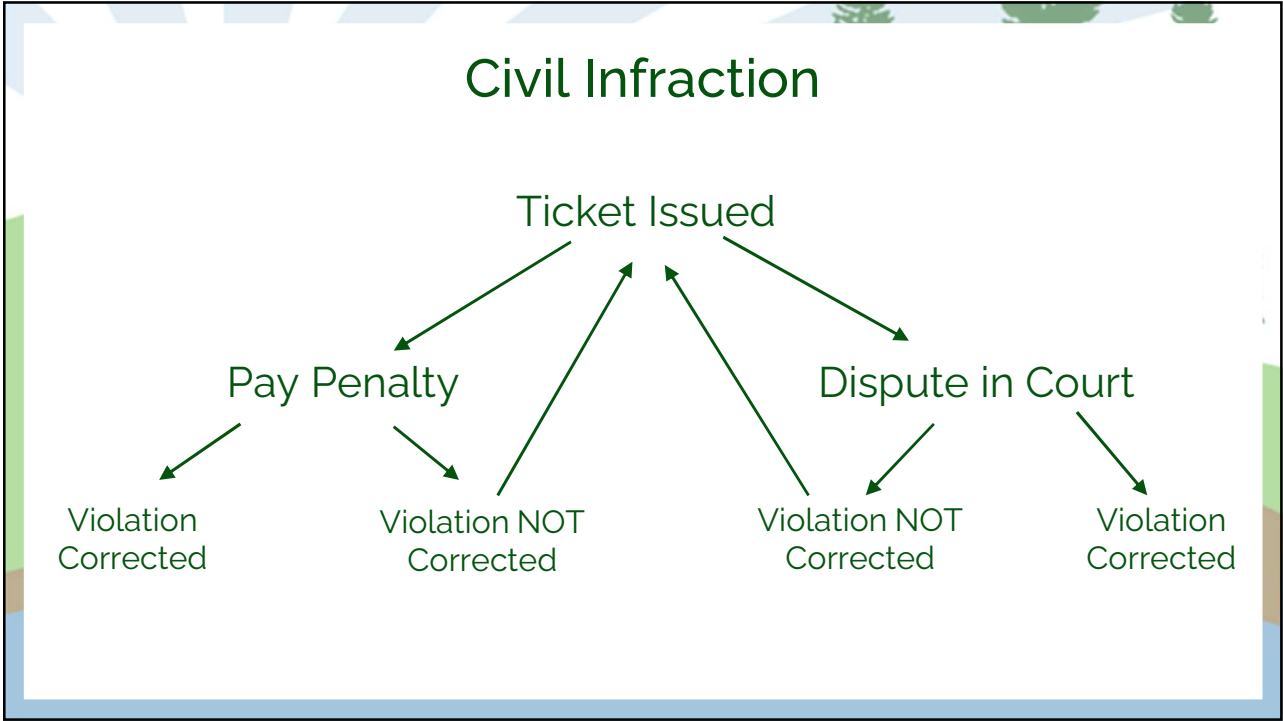 Civil Infraction
Ticket Issued
Pay Penalty
Dispute in Court
Violation
Corrected
Violation NOT
Corrected
Violation NOT
Corrected
Violation
Corrected